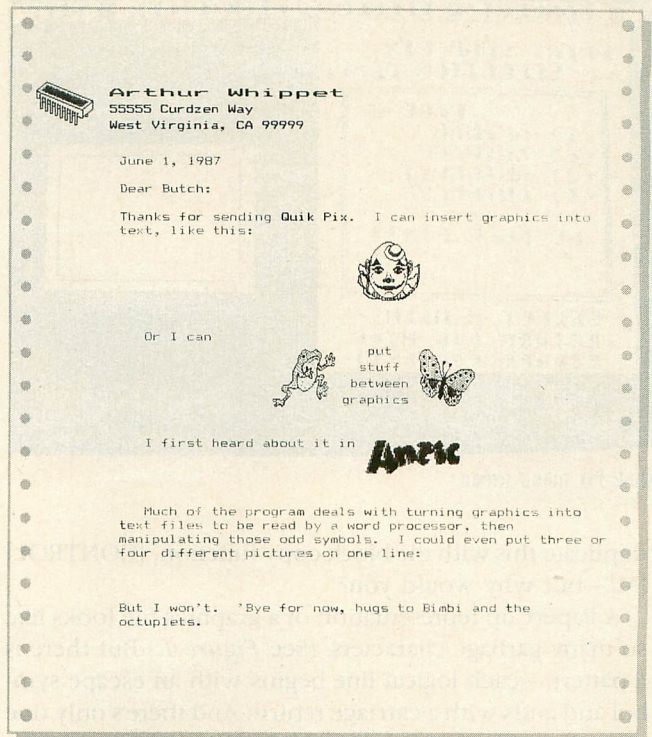 Arthur Whippet
55555 Curdzen Way
West Virginia, CA 99999
June 1, 1987
Dear Butch:
Thanks for sending Quik Pix. I can insert graphics into
text, like this:
Or I can
put
stuff
between
graphics
I first heard about it in Antic
Much of the program deals with turning graphics into
text files to be read by a word processor, then
manipulating those odd symbols. I could even put three or
four different pictures on one line:
But I won't. 'Bye for now, hugs to Bimbi and the
octuplets.